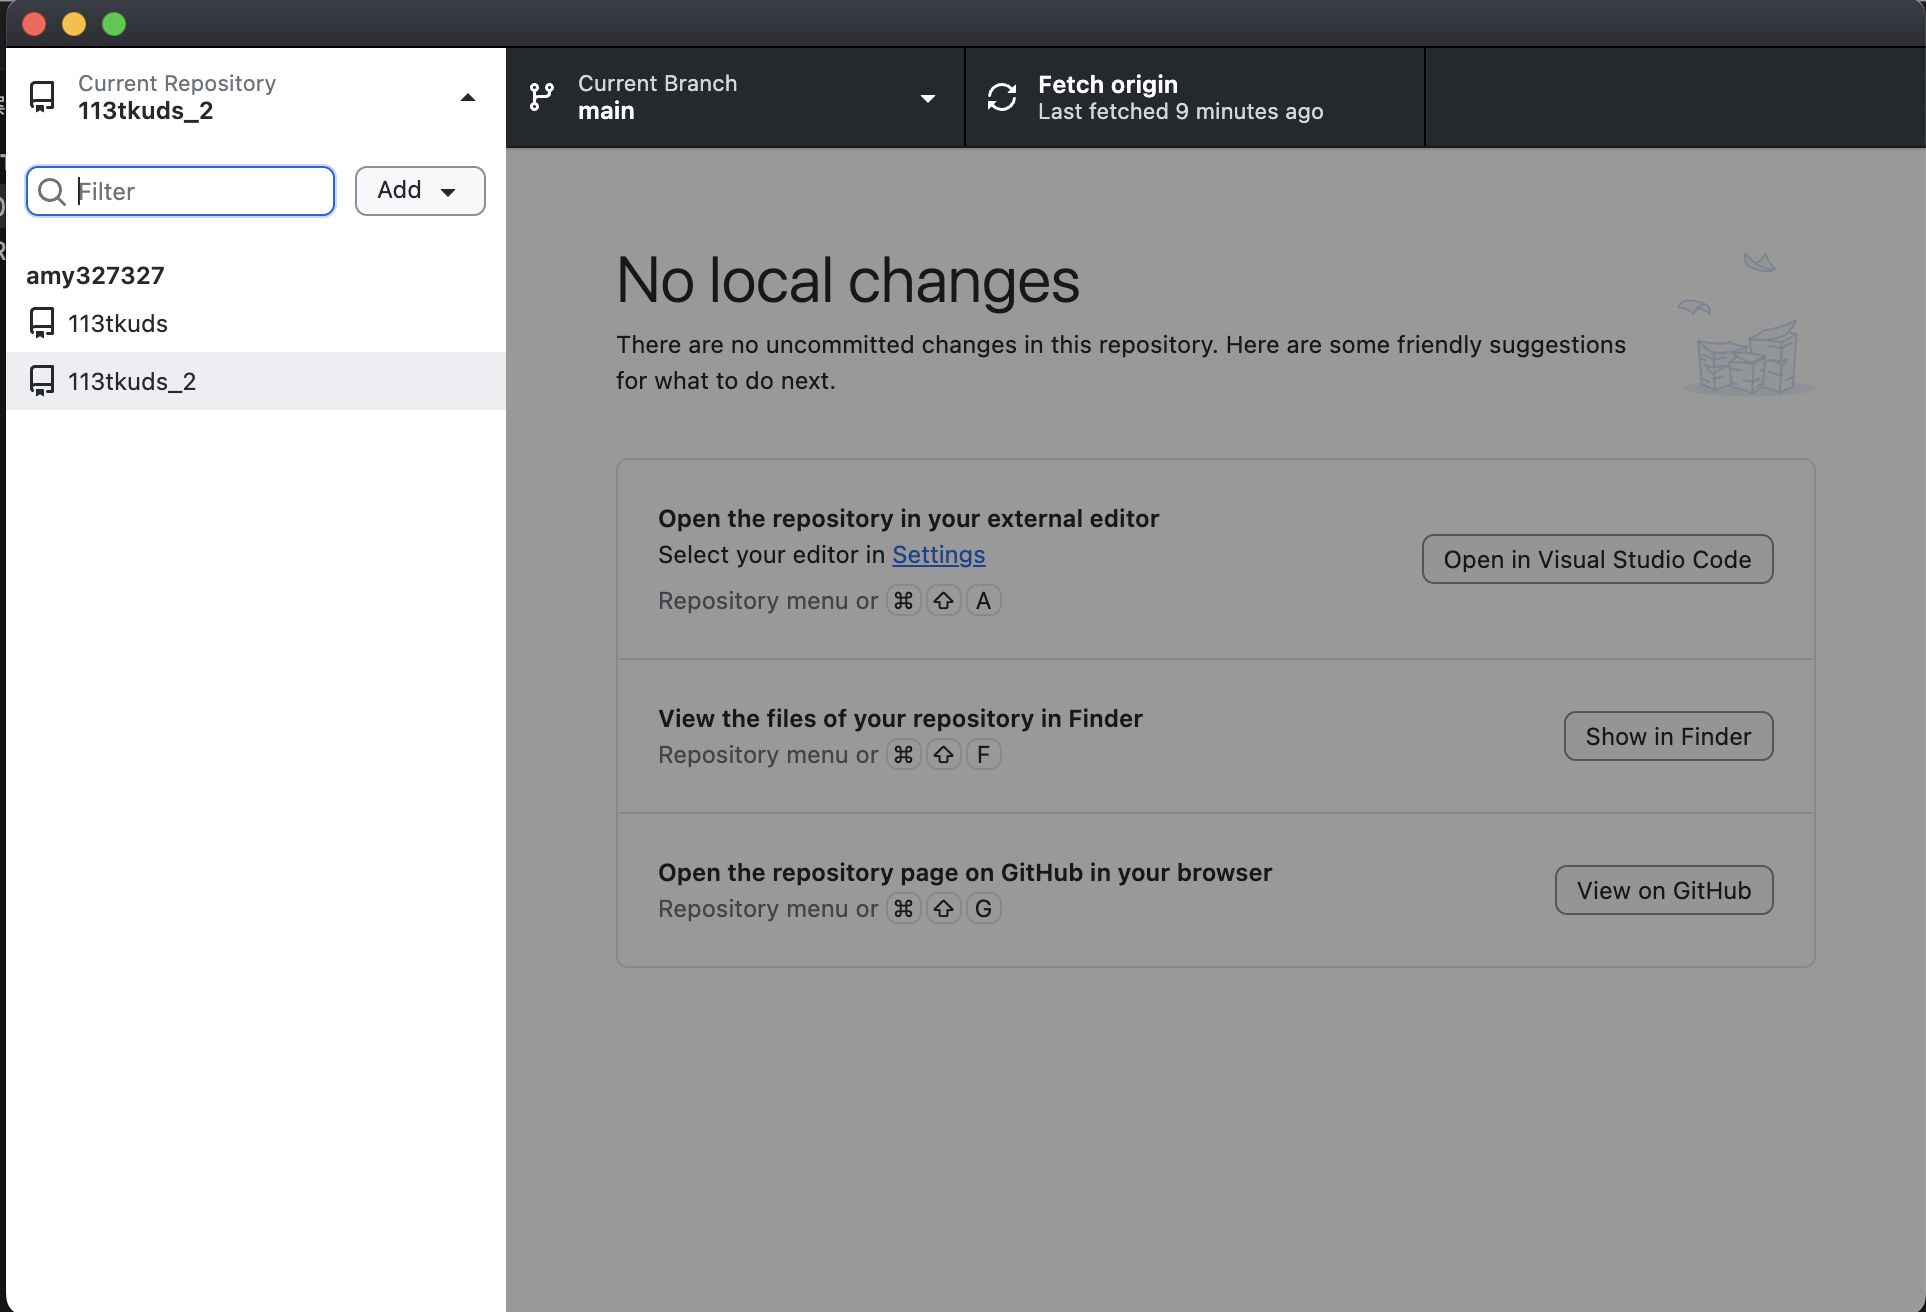 Current Repository
113tkuds_2
Current Branch
main
Fetch origin
Last fetched 9 minutes ago
Filter
Add
amy327327
113tkuds
113tkuds_2
No local changes
There are no uncommitted changes in this repository. Here are some friendly suggestions
for what to do next.
Open the repository in your external editor
Select your editor in Settings
Repository menu or ⌘ ⇧ A
Open in Visual Studio Code
View the files of your repository in Finder
Repository menu or ⌘ ⇧ F
Show in Finder
Open the repository page on GitHub in your browser
Repository menu or ⌘ ⇧ G
View on GitHub